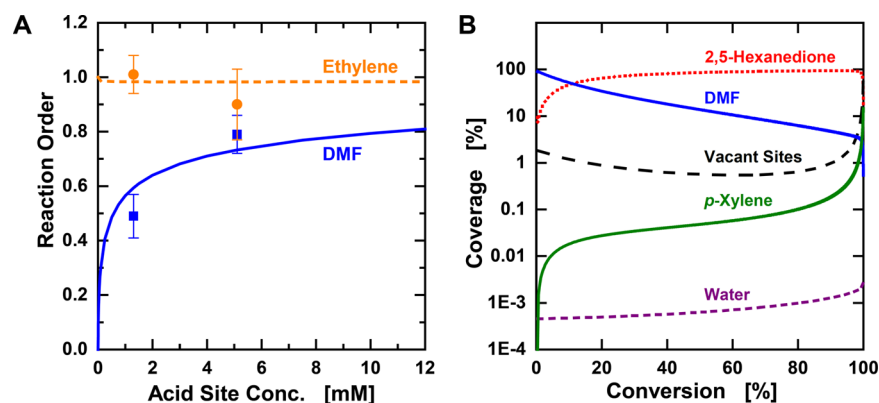 A
1.2
1.0
0.8
0.6
0.4
0.2
0.0
Reaction Order
Ethylene
DMF
0 2 4 6 8 10 12
Acid Site Conc. [mM]
B
100
10
1
0.1
0.01
1E-3
1E-4
Coverage [%]
2,5-Hexanedione
DMF
Vacant Sites
p-Xylene
Water
0 20 40 60 80 100
Conversion [%]